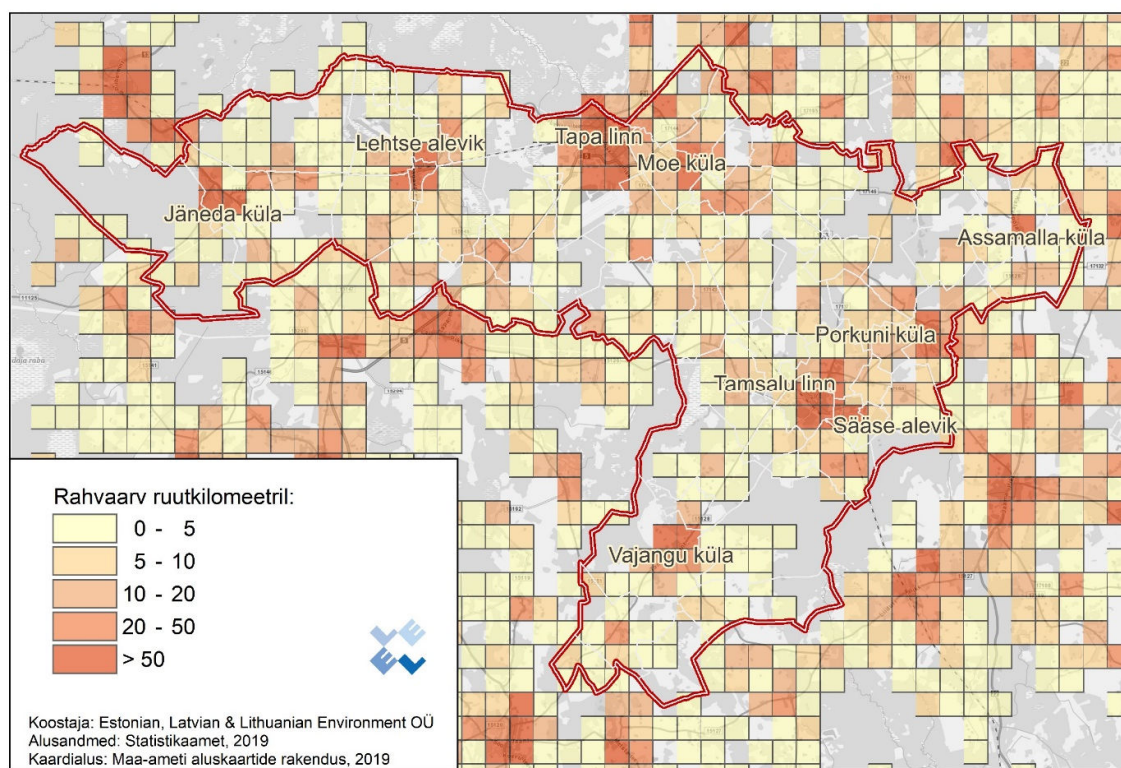 Lehtse alevik
Tapa linn
Moe küla
Jäneda küla
Assamalla küla
Porkuni küla
Tamsalu linn
Sääse alevik
Vajangu küla
Rahvaarv ruutkilomeetril:
0 - 5
5 - 10
10 - 20
20 - 50
> 50
Koostaja: Estonian, Latvian & Lithuanian Environment OÜ
Alusandmed: Statistikaamet, 2019
Kaardialus: Maa-ameti aluskaartide rakendus, 2019